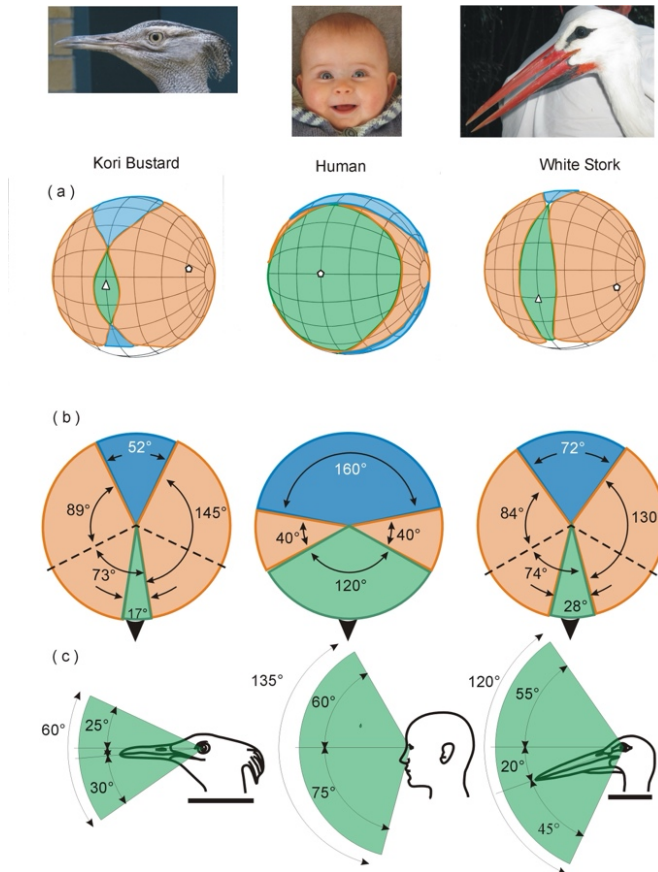 Kori Bustard Human White Stork
( a )
( b )
52° 160° 72°
89° 145° 40° 40° 84° 130
73° 120° 74°
17° 28°
( c )
60° 25° 30°
135° 60° 75°
120° 55° 20° 45°